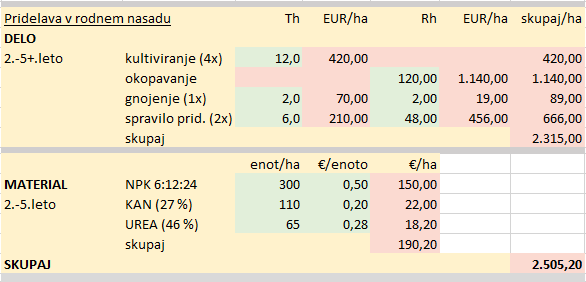 Pridelava v rodnem nasadu Th EUR/ha Rh EUR/ha skupaj/ha
DELO
2.-5+.leto kultiviranje (4x) 12,0 420,00 420,00
okopavanje 120,00 1.140,00 1.140,00
gnojenje (1x) 2,0 70,00 2,00 19,00 89,00
spravilo prid. (2x) 6,0 210,00 48,00 456,00 666,00
skupaj 2.315,00
enot/ha €/enoto €/ha
MATERIAL NPK 6:12:24 300 0,50 150,00
2.-5.leto KAN (27 %) 110 0,20 22,00
UREA (46 %) 65 0,28 18,20
skupaj 190,20
SKUPAJ 2.505,20